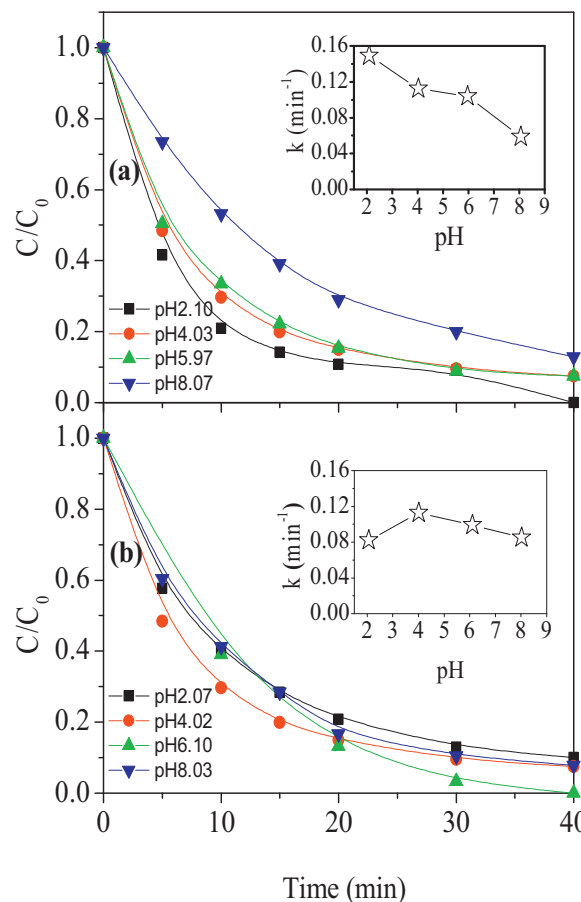 1.0
0.8
0.6
0.4
0.2
0.0
C/C0
(a)
pH2.10
pH4.03
pH5.97
pH8.07
0.16
0.12
0.08
0.04
0.00
k (min-1)
2 3 4 5 6 7 8 9
pH
1.0
0.8
0.6
0.4
0.2
0.0
C/C0
(b)
pH2.07
pH4.02
pH6.10
pH8.03
0.16
0.12
0.08
0.04
0.00
k (min-1)
2 3 4 5 6 7 8 9
pH
0 10 20 30 40
Time (min)